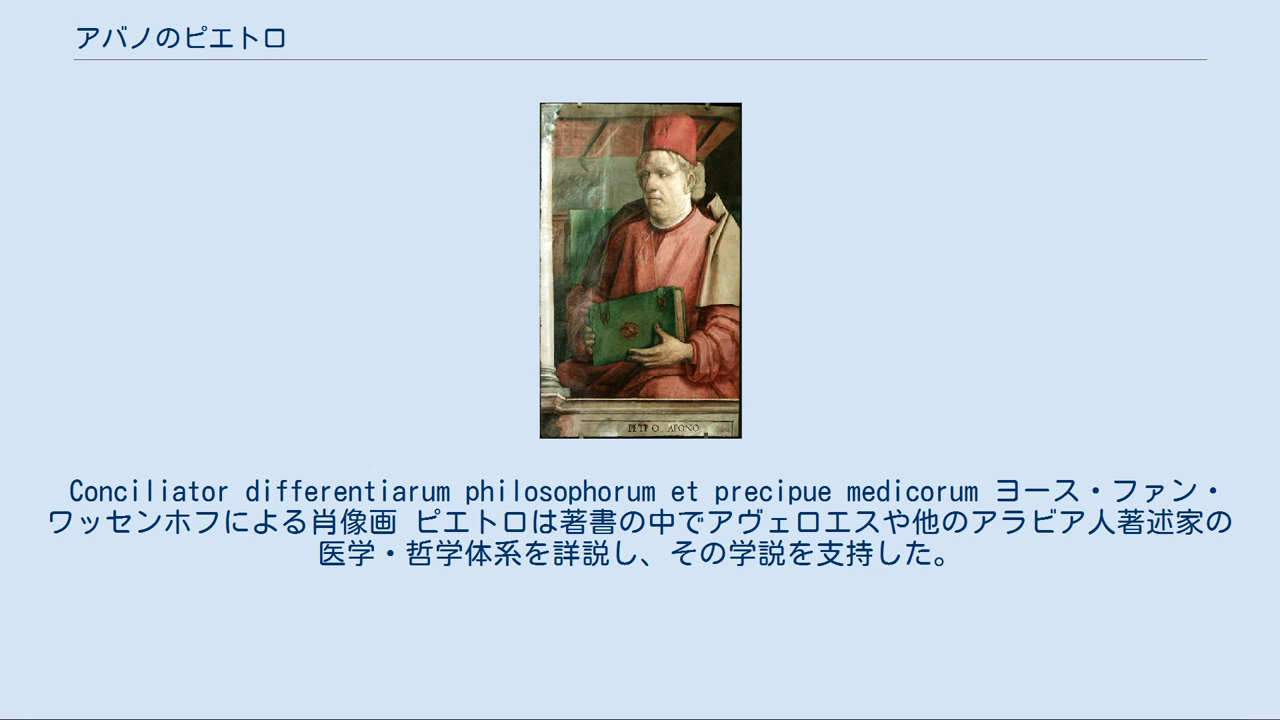 アバノのピエトロ
PETRO APONO
Conciliator differentiarum philosophorum et precipue medicorum ヨース・ファン・
ワッセンホフによる肖像画 ピエトロは著書の中でアヴェロエスや他のアラビア人著述家の
医学・哲学体系を詳説し、その学説を支持した。